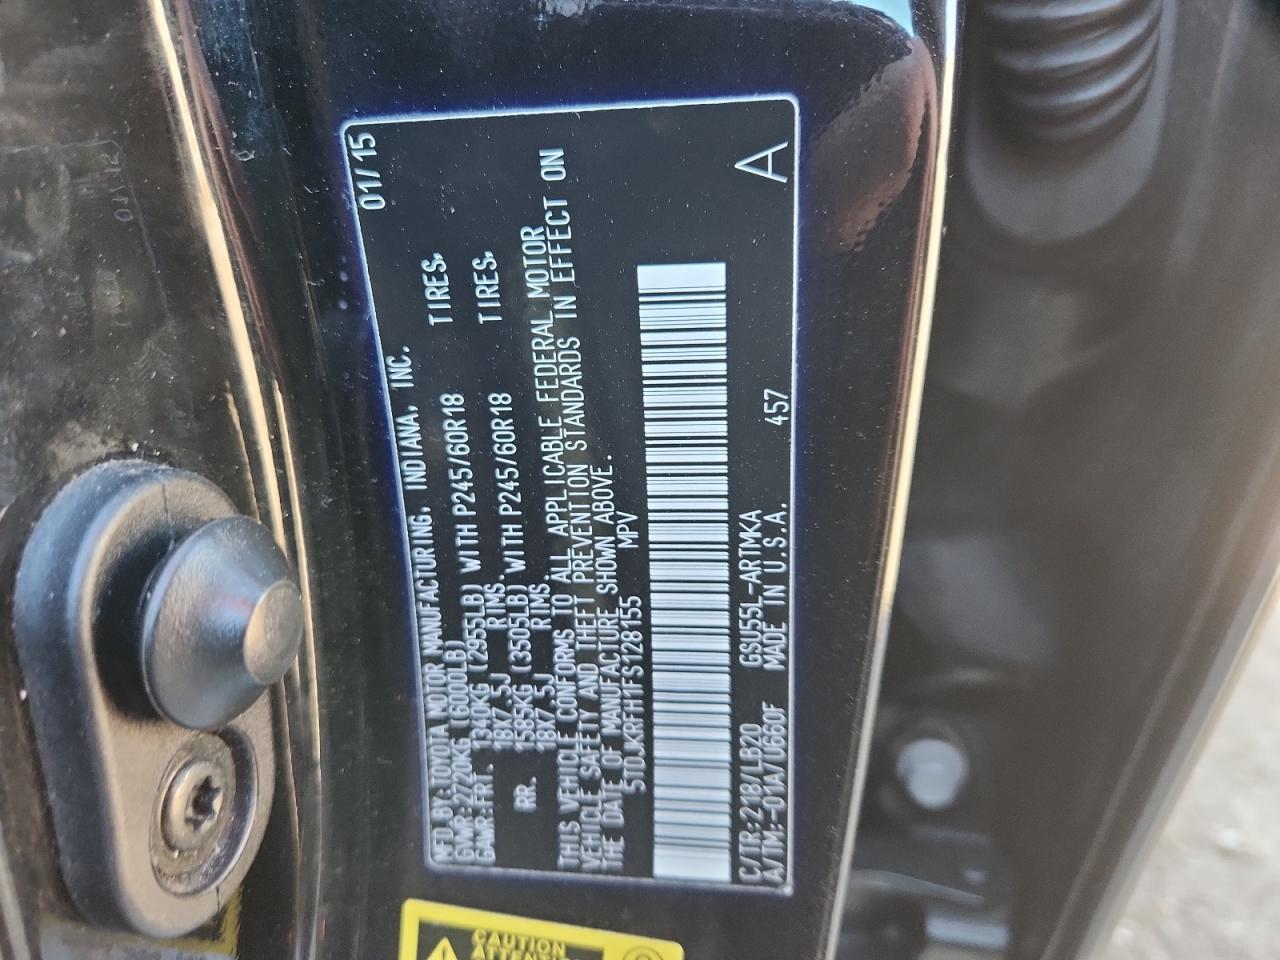 MFD.BY:TOYOTA MOTOR MANUFACTURING, INDIANA, INC. 01/15
GVWR:2720KG (6000LB)
GAWR:FRT. 1340KG (2955LB) WITH P245/60R18 TIRES,
18X7.5J RIMS.
RR. 1585KG (3505LB) WITH P245/60R18 TIRES,
18X7.5J RIMS.
THIS VEHICLE CONFORMS TO ALL APPLICABLE FEDERAL MOTOR
VEHICLE SAFETY AND THEFT PREVENTION STANDARDS IN EFFECT ON
THE DATE OF MANUFACTURE SHOWN ABOVE.
5TDJKRFH1FS128155 MPV
C/TR:218/LB20 GSU55L-ARTMKA
A/TM:-01A/U660F MADE IN U.S.A. 457 A
CAUTION